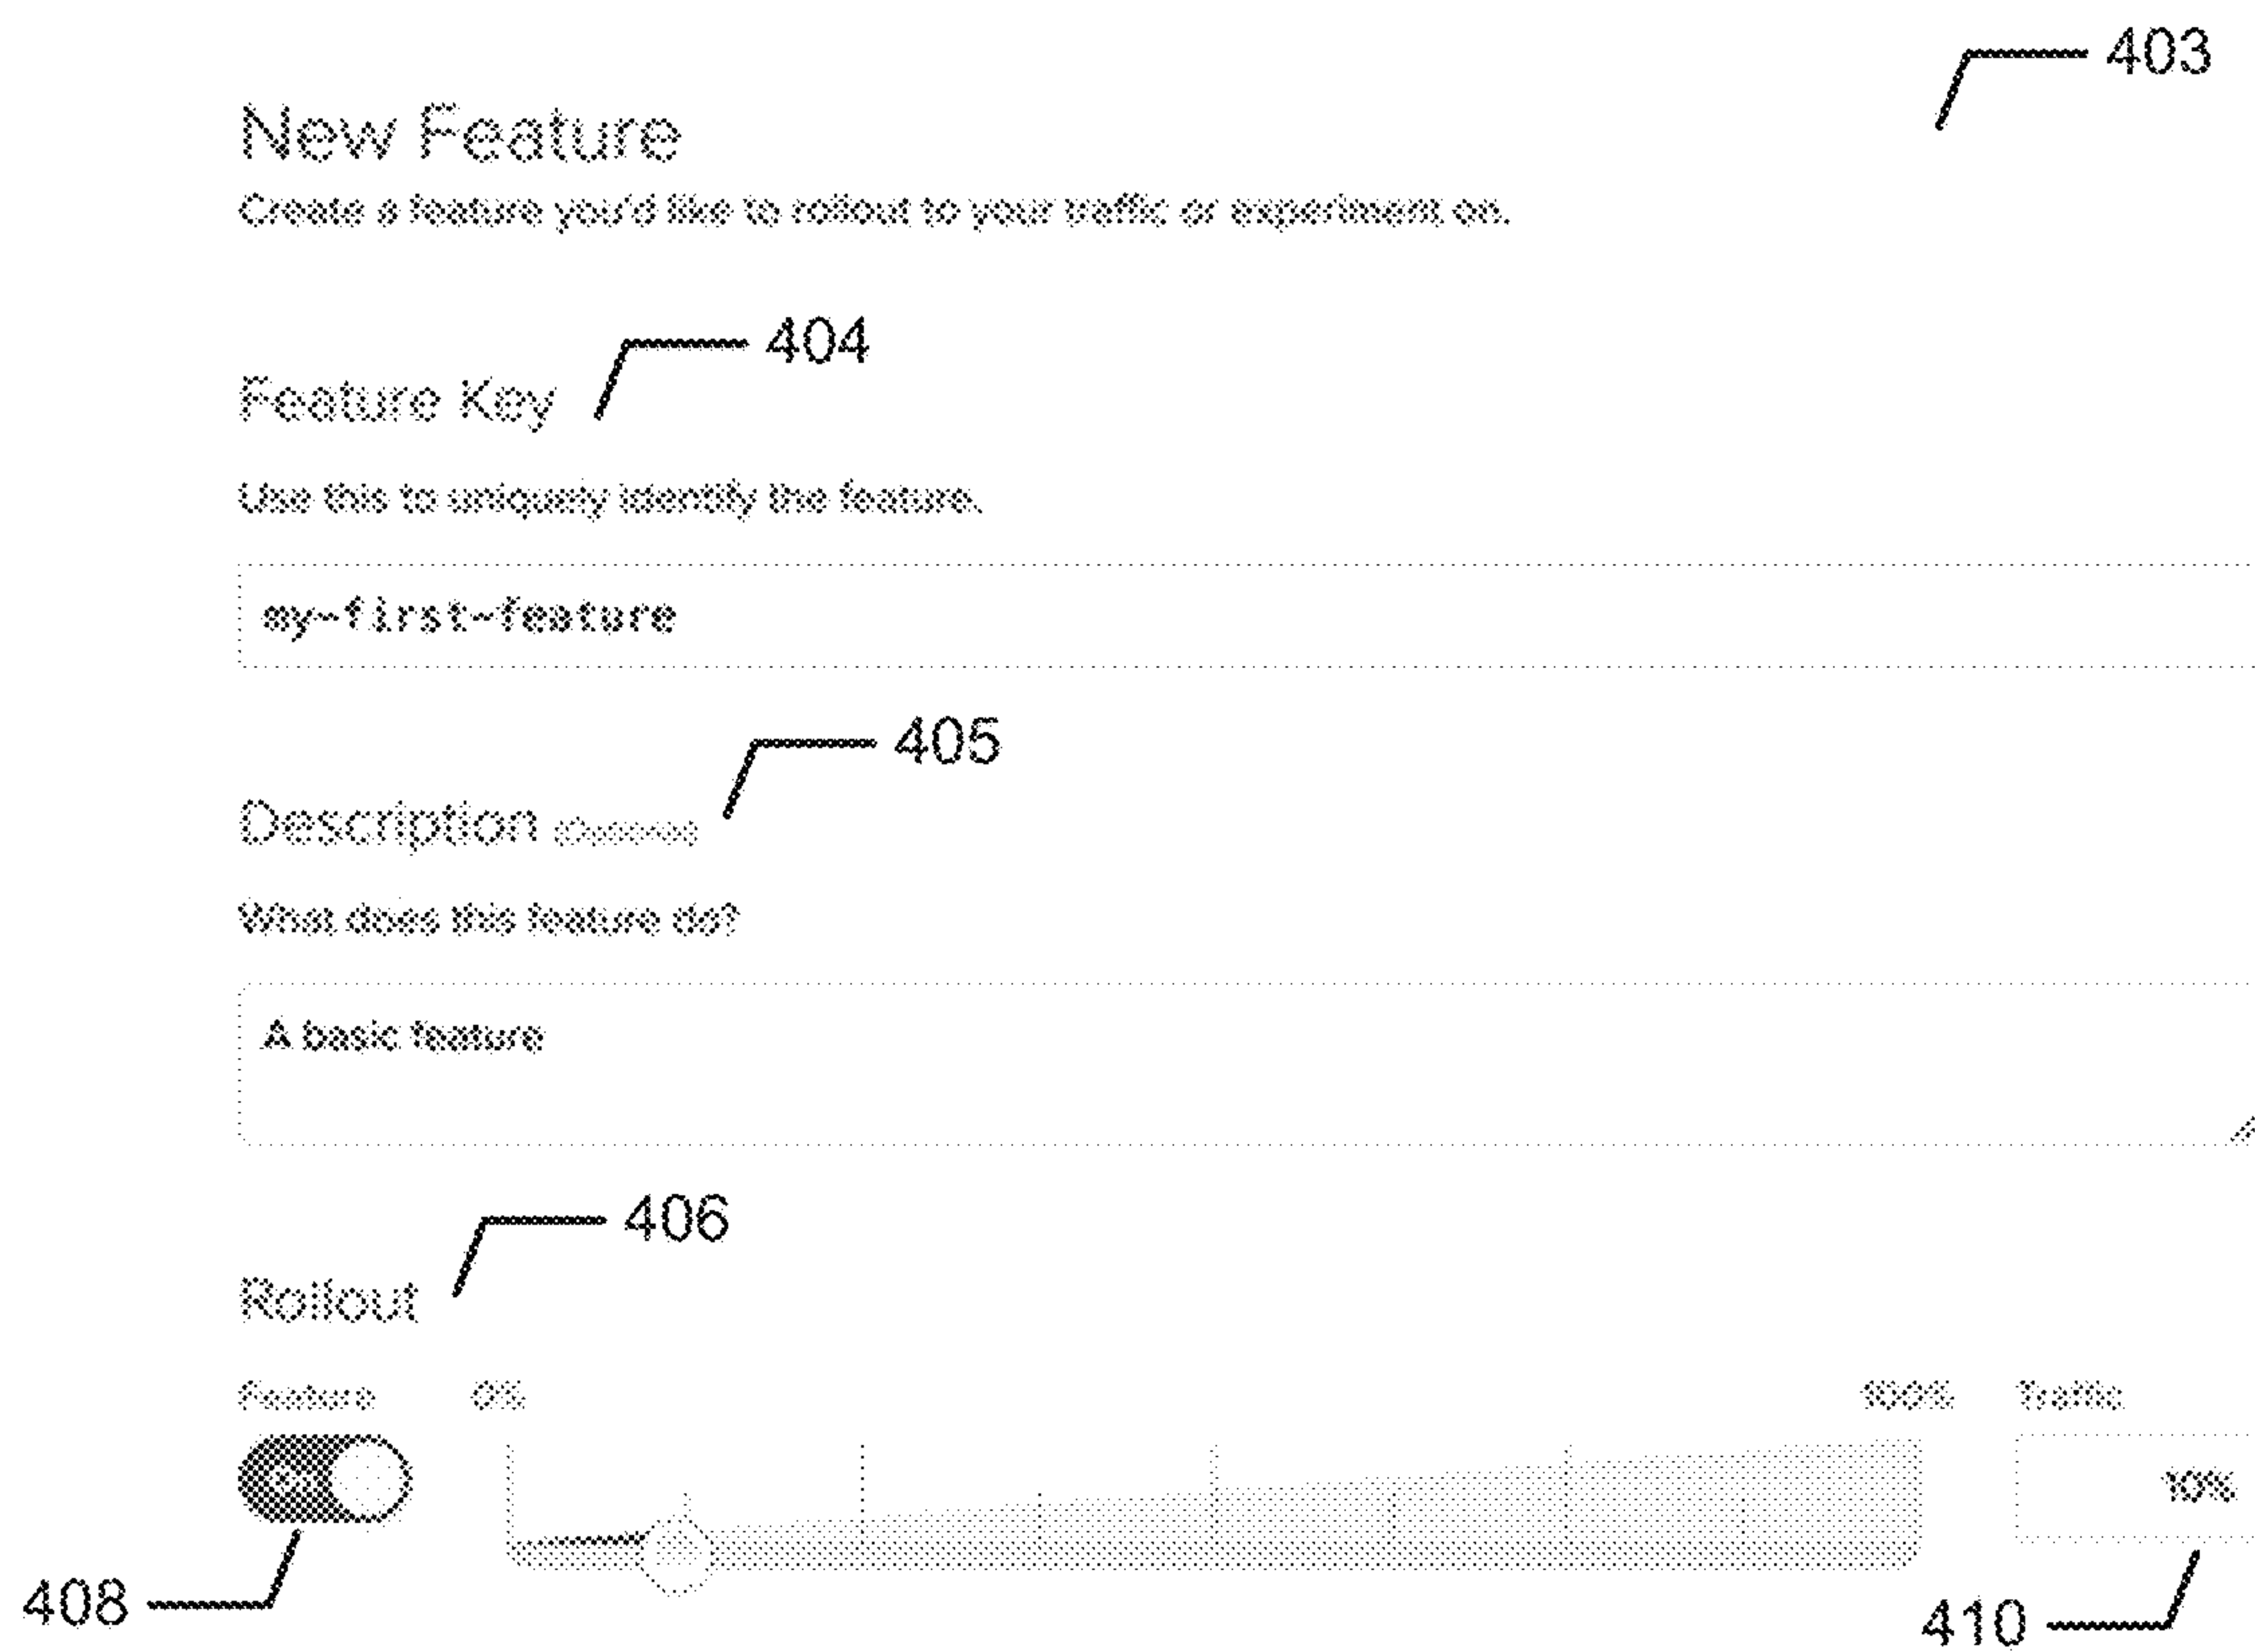 403
New Feature
Create a feature you'd like to rollout to your traffic or experiment on.
404
Feature Key
Use this to uniquely identify the feature.
my-first-feature
405
Description (Optional)
What does this feature do?
A basic feature
406
Rollout
Feature 0% 100% Traffic
ON 10%
408
410